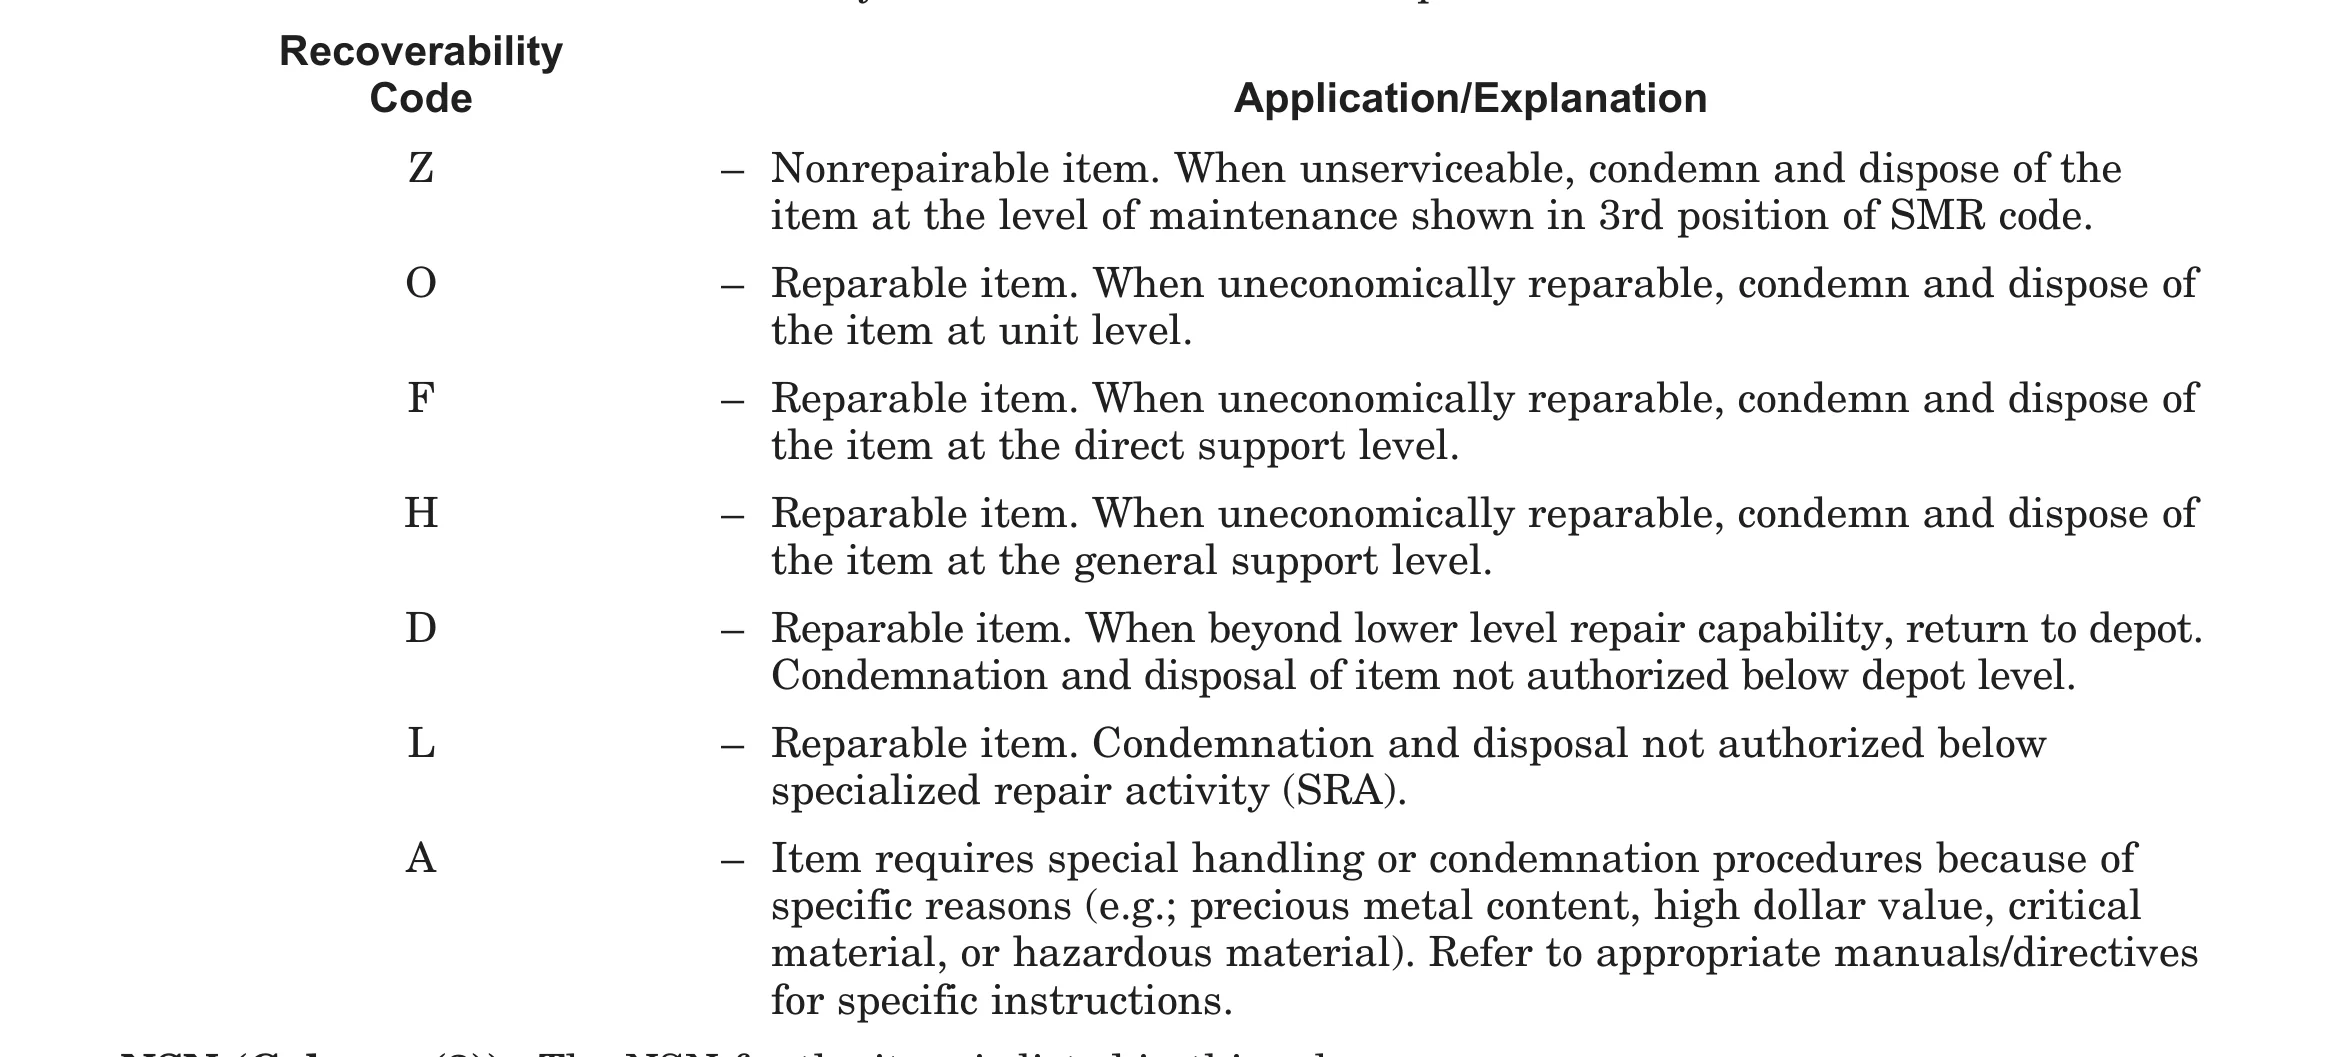 Recoverability
Code
Application/Explanation
Z – Nonrepairable item. When unserviceable, condemn and dispose of the
item at the level of maintenance shown in 3rd position of SMR code.
O – Reparable item. When uneconomically reparable, condemn and dispose of
the item at unit level.
F – Reparable item. When uneconomically reparable, condemn and dispose of
the item at the direct support level.
H – Reparable item. When uneconomically reparable, condemn and dispose of
the item at the general support level.
D – Reparable item. When beyond lower level repair capability, return to depot.
Condemnation and disposal of item not authorized below depot level.
L – Reparable item. Condemnation and disposal not authorized below
specialized repair activity (SRA).
A – Item requires special handling or condemnation procedures because of
specific reasons (e.g.; precious metal content, high dollar value, critical
material, or hazardous material). Refer to appropriate manuals/directives
for specific instructions.